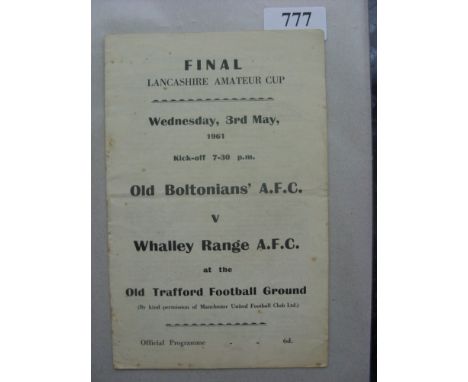 777
FINAL
LANCASHIRE AMATEUR CUP
Wednesday, 3rd May,
1961
Kick-off 7-30 p.m.
Old Boltonians' A.F.C.
v
Whalley Range A.F.C.
at the
Old Trafford Football Ground
(By kind permission of Manchester United Football Club Ltd.)
Official Programme - - 6d.